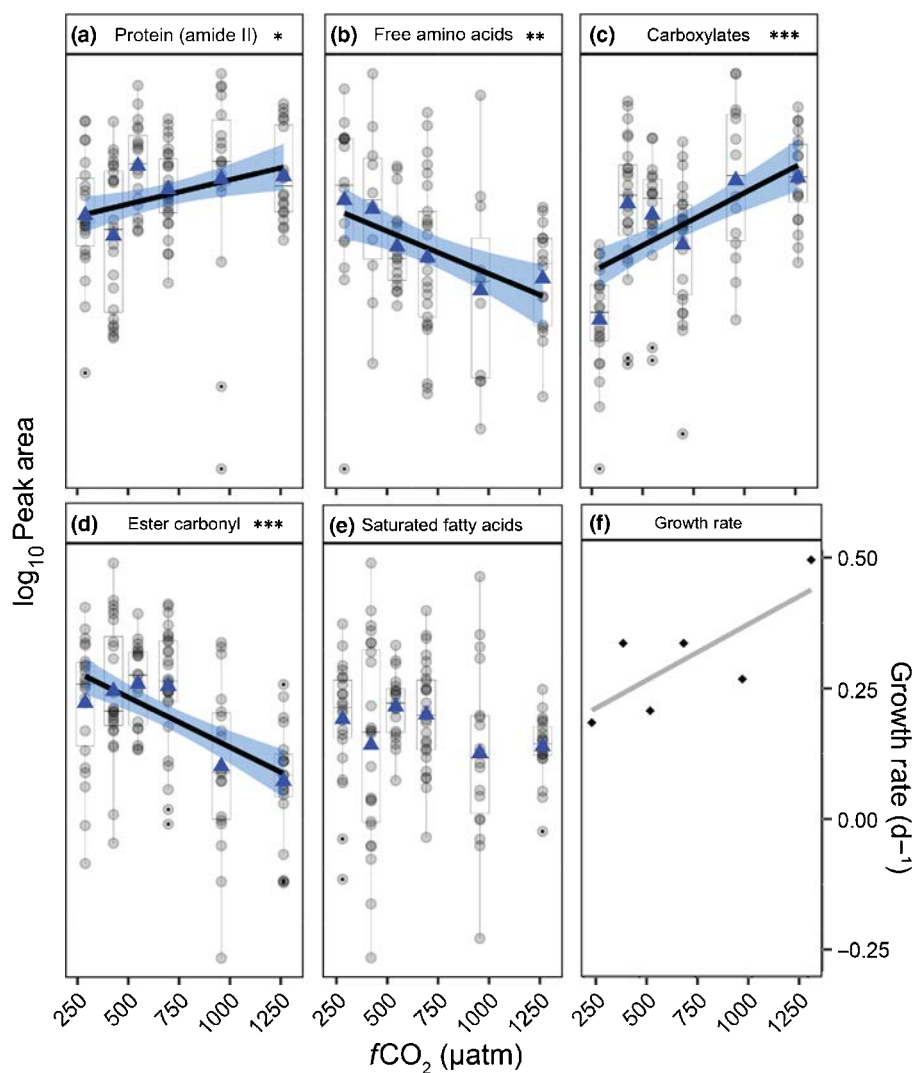 (a) Protein (amide II) *
(b) Free amino acids **
(c) Carboxylates ***
log10 Peak area
(d) Ester carbonyl ***
(e) Saturated fatty acids
(f) Growth rate
0.50
0.25
0.00
−0.25
Growth rate (d−1)
250 500 750 1000 1250
250 500 750 1000 1250
250 500 750 1000 1250
fCO2 (µatm)